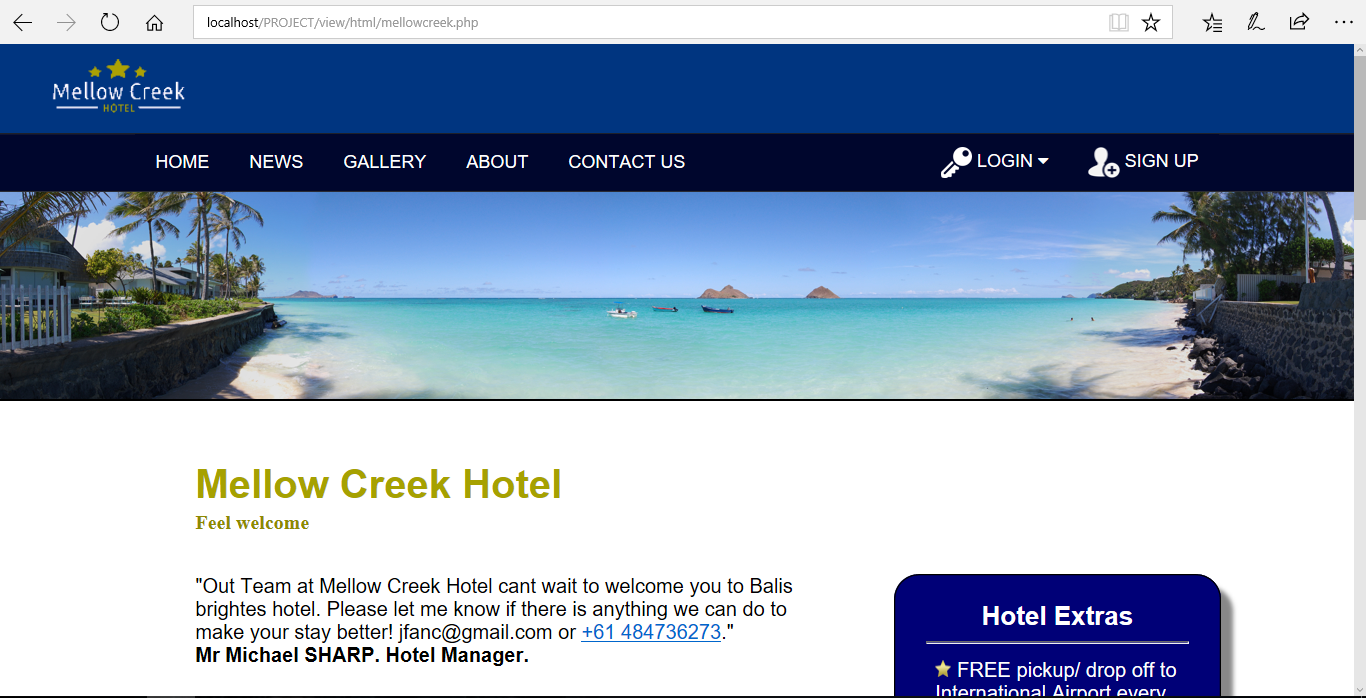 localhost/PROJECT/view/html/mellowcreek.php
Mellow Creek
HOTEL
HOME NEWS GALLERY ABOUT CONTACT US LOGIN SIGN UP
Mellow Creek Hotel
Feel welcome
"Out Team at Mellow Creek Hotel cant wait to welcome you to Balis
brightes hotel. Please let me know if there is anything we can do to
make your stay better! jfanc@gmail.com or +61 484736273."
Mr Michael SHARP. Hotel Manager.
Hotel Extras
FREE pickup/ drop off to
International Airport every